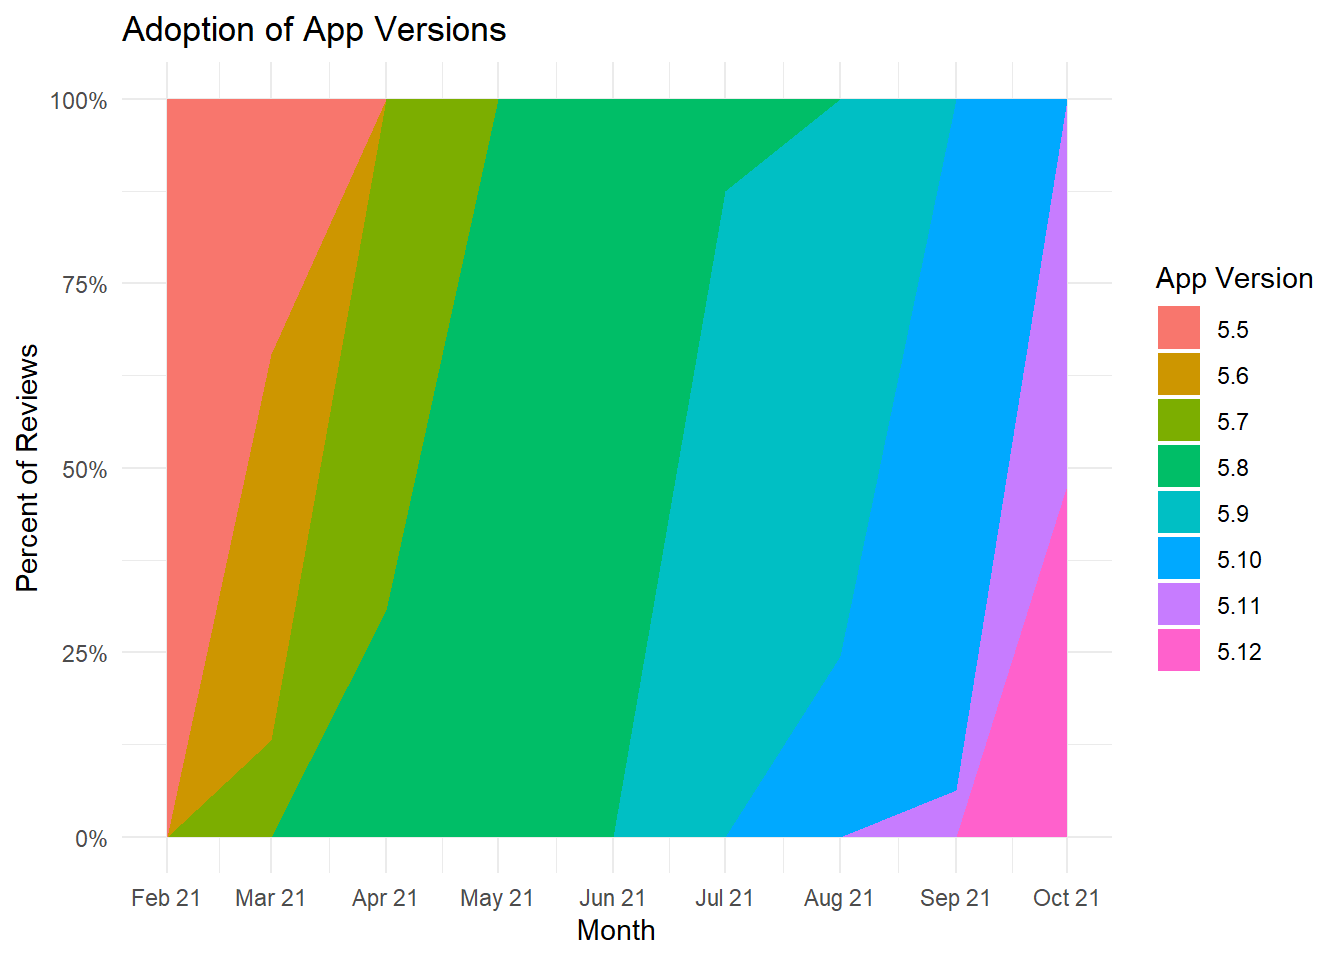 Adoption of App Versions
100%
75%
50%
25%
0%
Percent of Reviews
Feb 21 Mar 21 Apr 21 May 21 Jun 21 Jul 21 Aug 21 Sep 21 Oct 21
Month
App Version
5.5
5.6
5.7
5.8
5.9
5.10
5.11
5.12